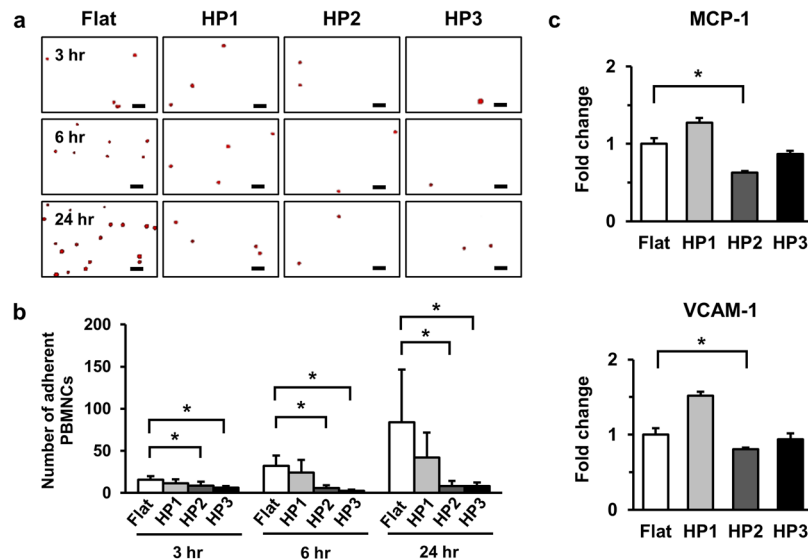 a
Flat HP1 HP2 HP3
3 hr
6 hr
24 hr
b
Number of adherent
PBMNCs
200
150
100
50
0
* * * * * *
Flat HP1 HP2 HP3 Flat HP1 HP2 HP3 Flat HP1 HP2 HP3
3 hr 6 hr 24 hr
c
MCP-1
Fold change
2
1
0
*
Flat HP1 HP2 HP3
VCAM-1
Fold change
2
1
0
*
Flat HP1 HP2 HP3